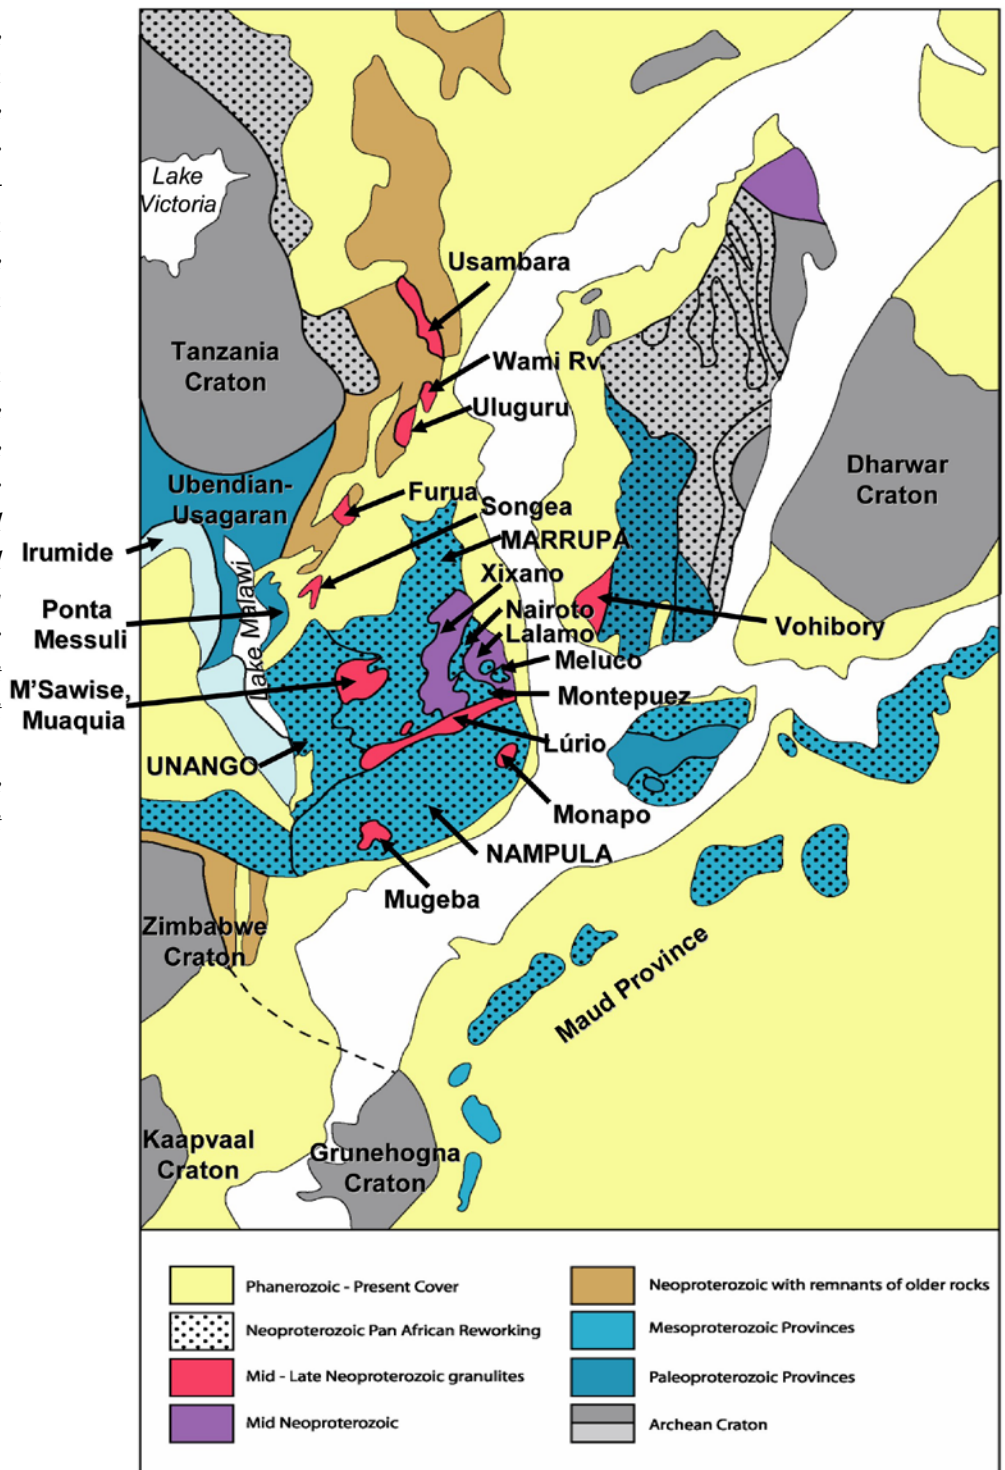 Lake
Victoria
Usambara
Tanzania
Craton
Wami Rv
Uluguru
Dharwar
Craton
Ubendian-
Usagaran
Furua
Songea
Irumide
MARRUPA
Xixano
Lake Malawi
Ponta
Messuli
Nairoto
Lalamo
Vohibory
Meluco
M'Sawise,
Muaquia
Montepuez
Lúrio
UNANGO
Monapo
NAMPULA
Mugeba
Zimbabwe
Craton
Maud Province
Kaapvaal
Craton
Grunehogna
Craton
Phanerozoic - Present Cover
Neoproterozoic Pan African Reworking
Mid - Late Neoproterozoic granulites
Mid Neoproterozoic
Neoproterozoic with remnants of older rocks
Mesoproterozoic Provinces
Paleoproterozoic Provinces
Archean Craton